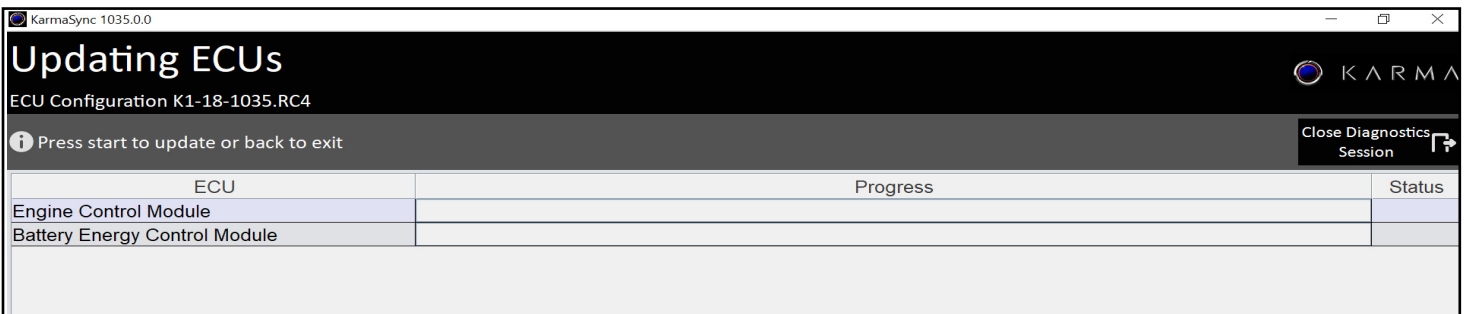 KarmaSync 1035.0.0
Updating ECUs
KARMA
ECU Configuration K1-18-1035.RC4
Press start to update or back to exit
Close Diagnostics
Session
ECU Progress Status
Engine Control Module
Battery Energy Control Module